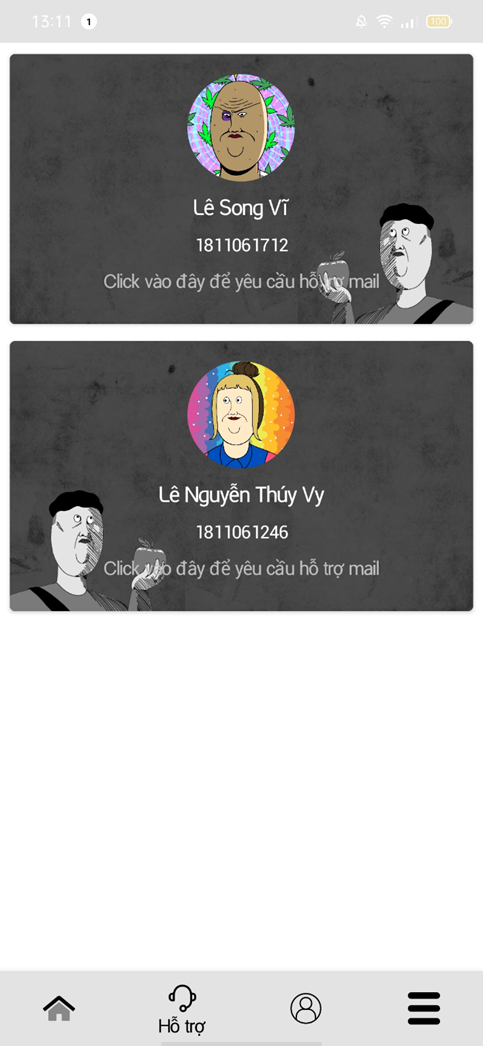 13:11 1
100
Lê Song Vĩ
1811061712
Click vào đây để yêu cầu hỗ trợ mail
Lê Nguyễn Thúy Vy
1811061246
Click vào đây để yêu cầu hỗ trợ mail
Hỗ trợ